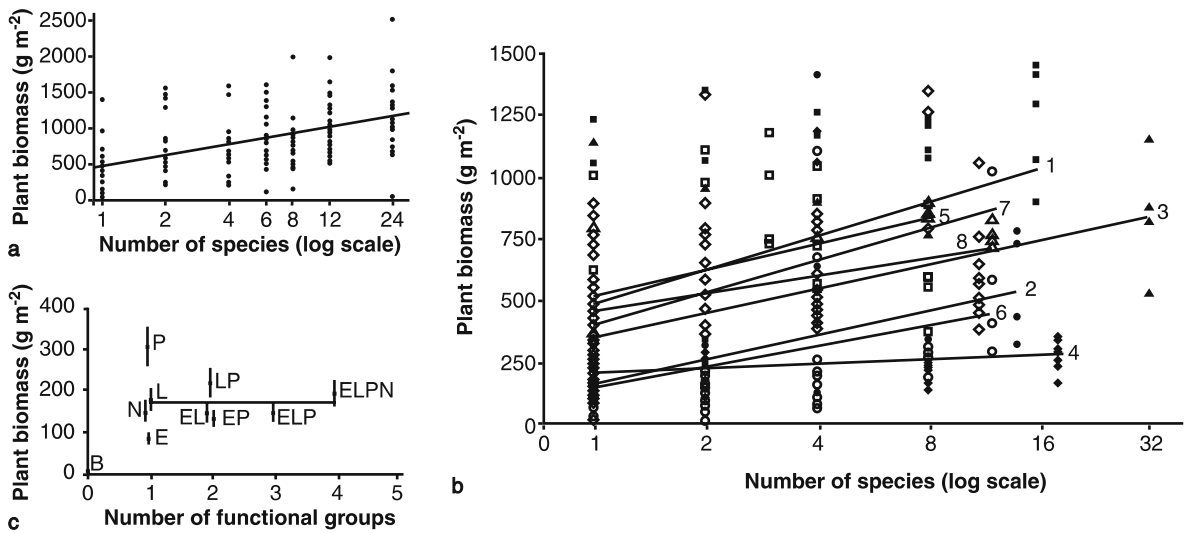 Plant biomass (g m-2)
2500
2000
1500
1000
500
0
1 2 4 6 8 12 24
Number of species (log scale)
a
Plant biomass (g m-2)
400
300
200
100
0
P
L
LP
ELPN
N
EL
EP
ELP
E
B
0 1 2 3 4 5
Number of functional groups
c
Plant biomass (g m-2)
1500
1250
1000
750
500
250
0
1
7
5
3
8
2
6
4
0 1 2 4 8 16 32
Number of species (log scale)
b